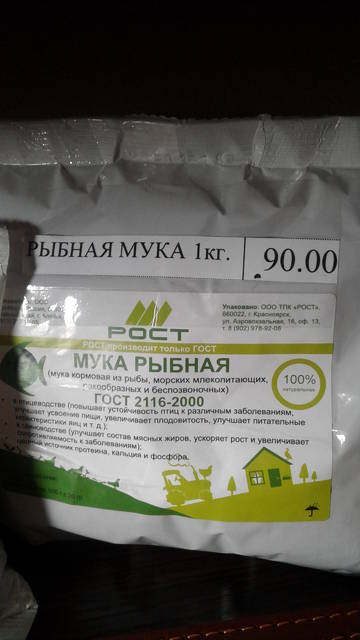 РЫБНАЯ МУКА 1кг. 90.00
ООО
Упаковано: ООО ТПК «РОСТ»,
660022, г. Красноярск,
ул. Аэровокзальная, 16, оф. 13,
т. 8 (902) 978-92-08
РОСТ
РОСТ производит только ГОСТ
МУКА РЫБНАЯ
(мука кормовая из рыбы, морских млекопитающих,
ракообразных и беспозвоночных)
ГОСТ 2116-2000
100%
натуральная
в птицеводстве (повышает устойчивость птиц к различным заболеваниям,
улучшает усвоение пищи, увеличивает плодовитость, улучшает питательные
характеристики яиц и т.д.);
в свиноводстве (улучшает состав мясных жиров, ускоряет рост и увеличивает
сопротивляемость к заболеваниям);
источник протеина, кальция и фосфора.